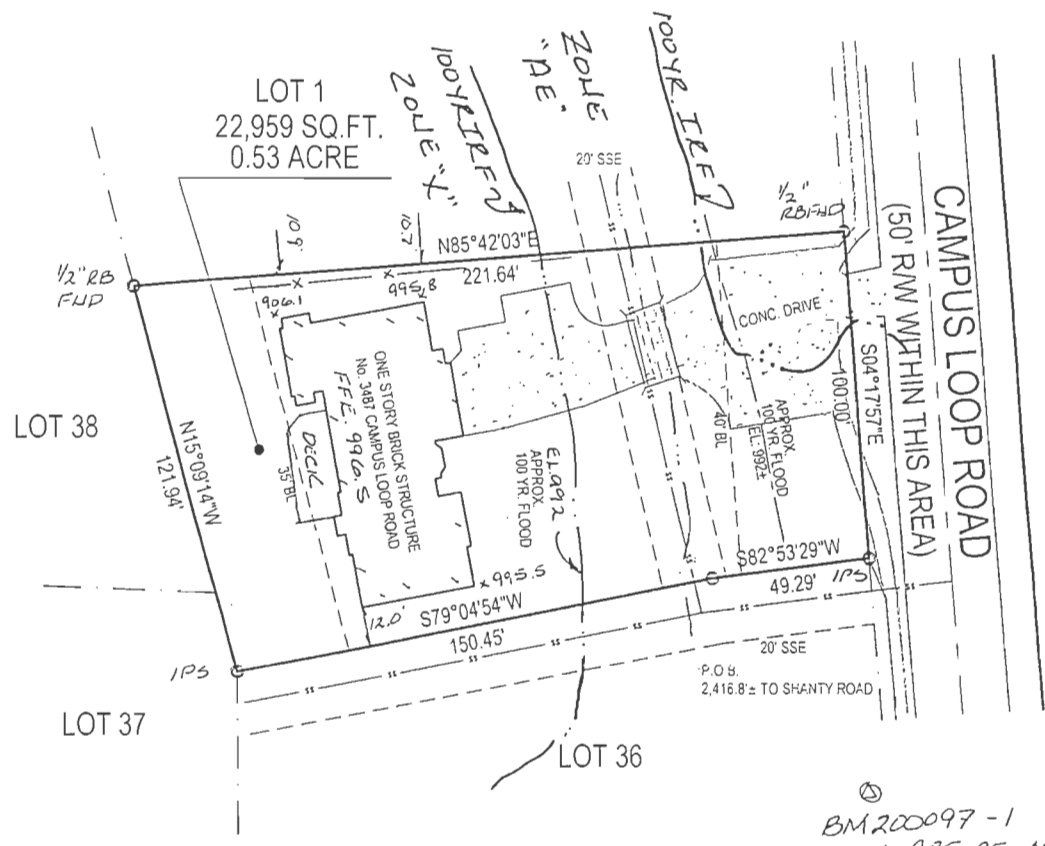 LOT 1
22,959 SQ.FT.
0.53 ACRE
100YR IRF
ZONE "X"
ZONE
"AE"
100YR. IRF
20' SSE
1/2"
RBFND
CAMPUS LOOP ROAD
(50' R/W WITHIN THIS AREA)
10.9
10.2
N85°42'03"E
221.64'
1/2" RB
FND
995.8
CONC. DRIVE
S04°17'57"E
100.00'
ONE STORY BRICK STRUCTURE
No. 3487 CAMPUS LOOP ROAD
FFE. 996.5
DECK
35' BL
LOT 38
N15°09'14"W
121.94'
EL 992
APPROX.
100 YR. FLOOD
40' BL
APPROX.
100 YR. FLOOD
EL: 992±
995.5
S82°53'29"W
49.29'
IPS
12.0'
S79°04'54"W
150.45'
IPS
20' SSE
P.O.B.
2,416.8'± TO SHANTY ROAD
LOT 37
LOT 36
BM200097-1